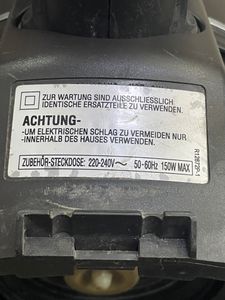 ZUR WARTUNG SIND AUSSCHLIESSLICH
IDENTISCHE ERSATZTEILE ZU VERWENDEN.
ACHTUNG-
-UM ELEKTRISCHEN SCHLAG ZU VERMEIDEN NUR
-INNERHALB DES HAUSES VERWENDEN.
ZUBEHÖR-STECKDOSE: 220-240V～ 50-60Hz 150W MAX